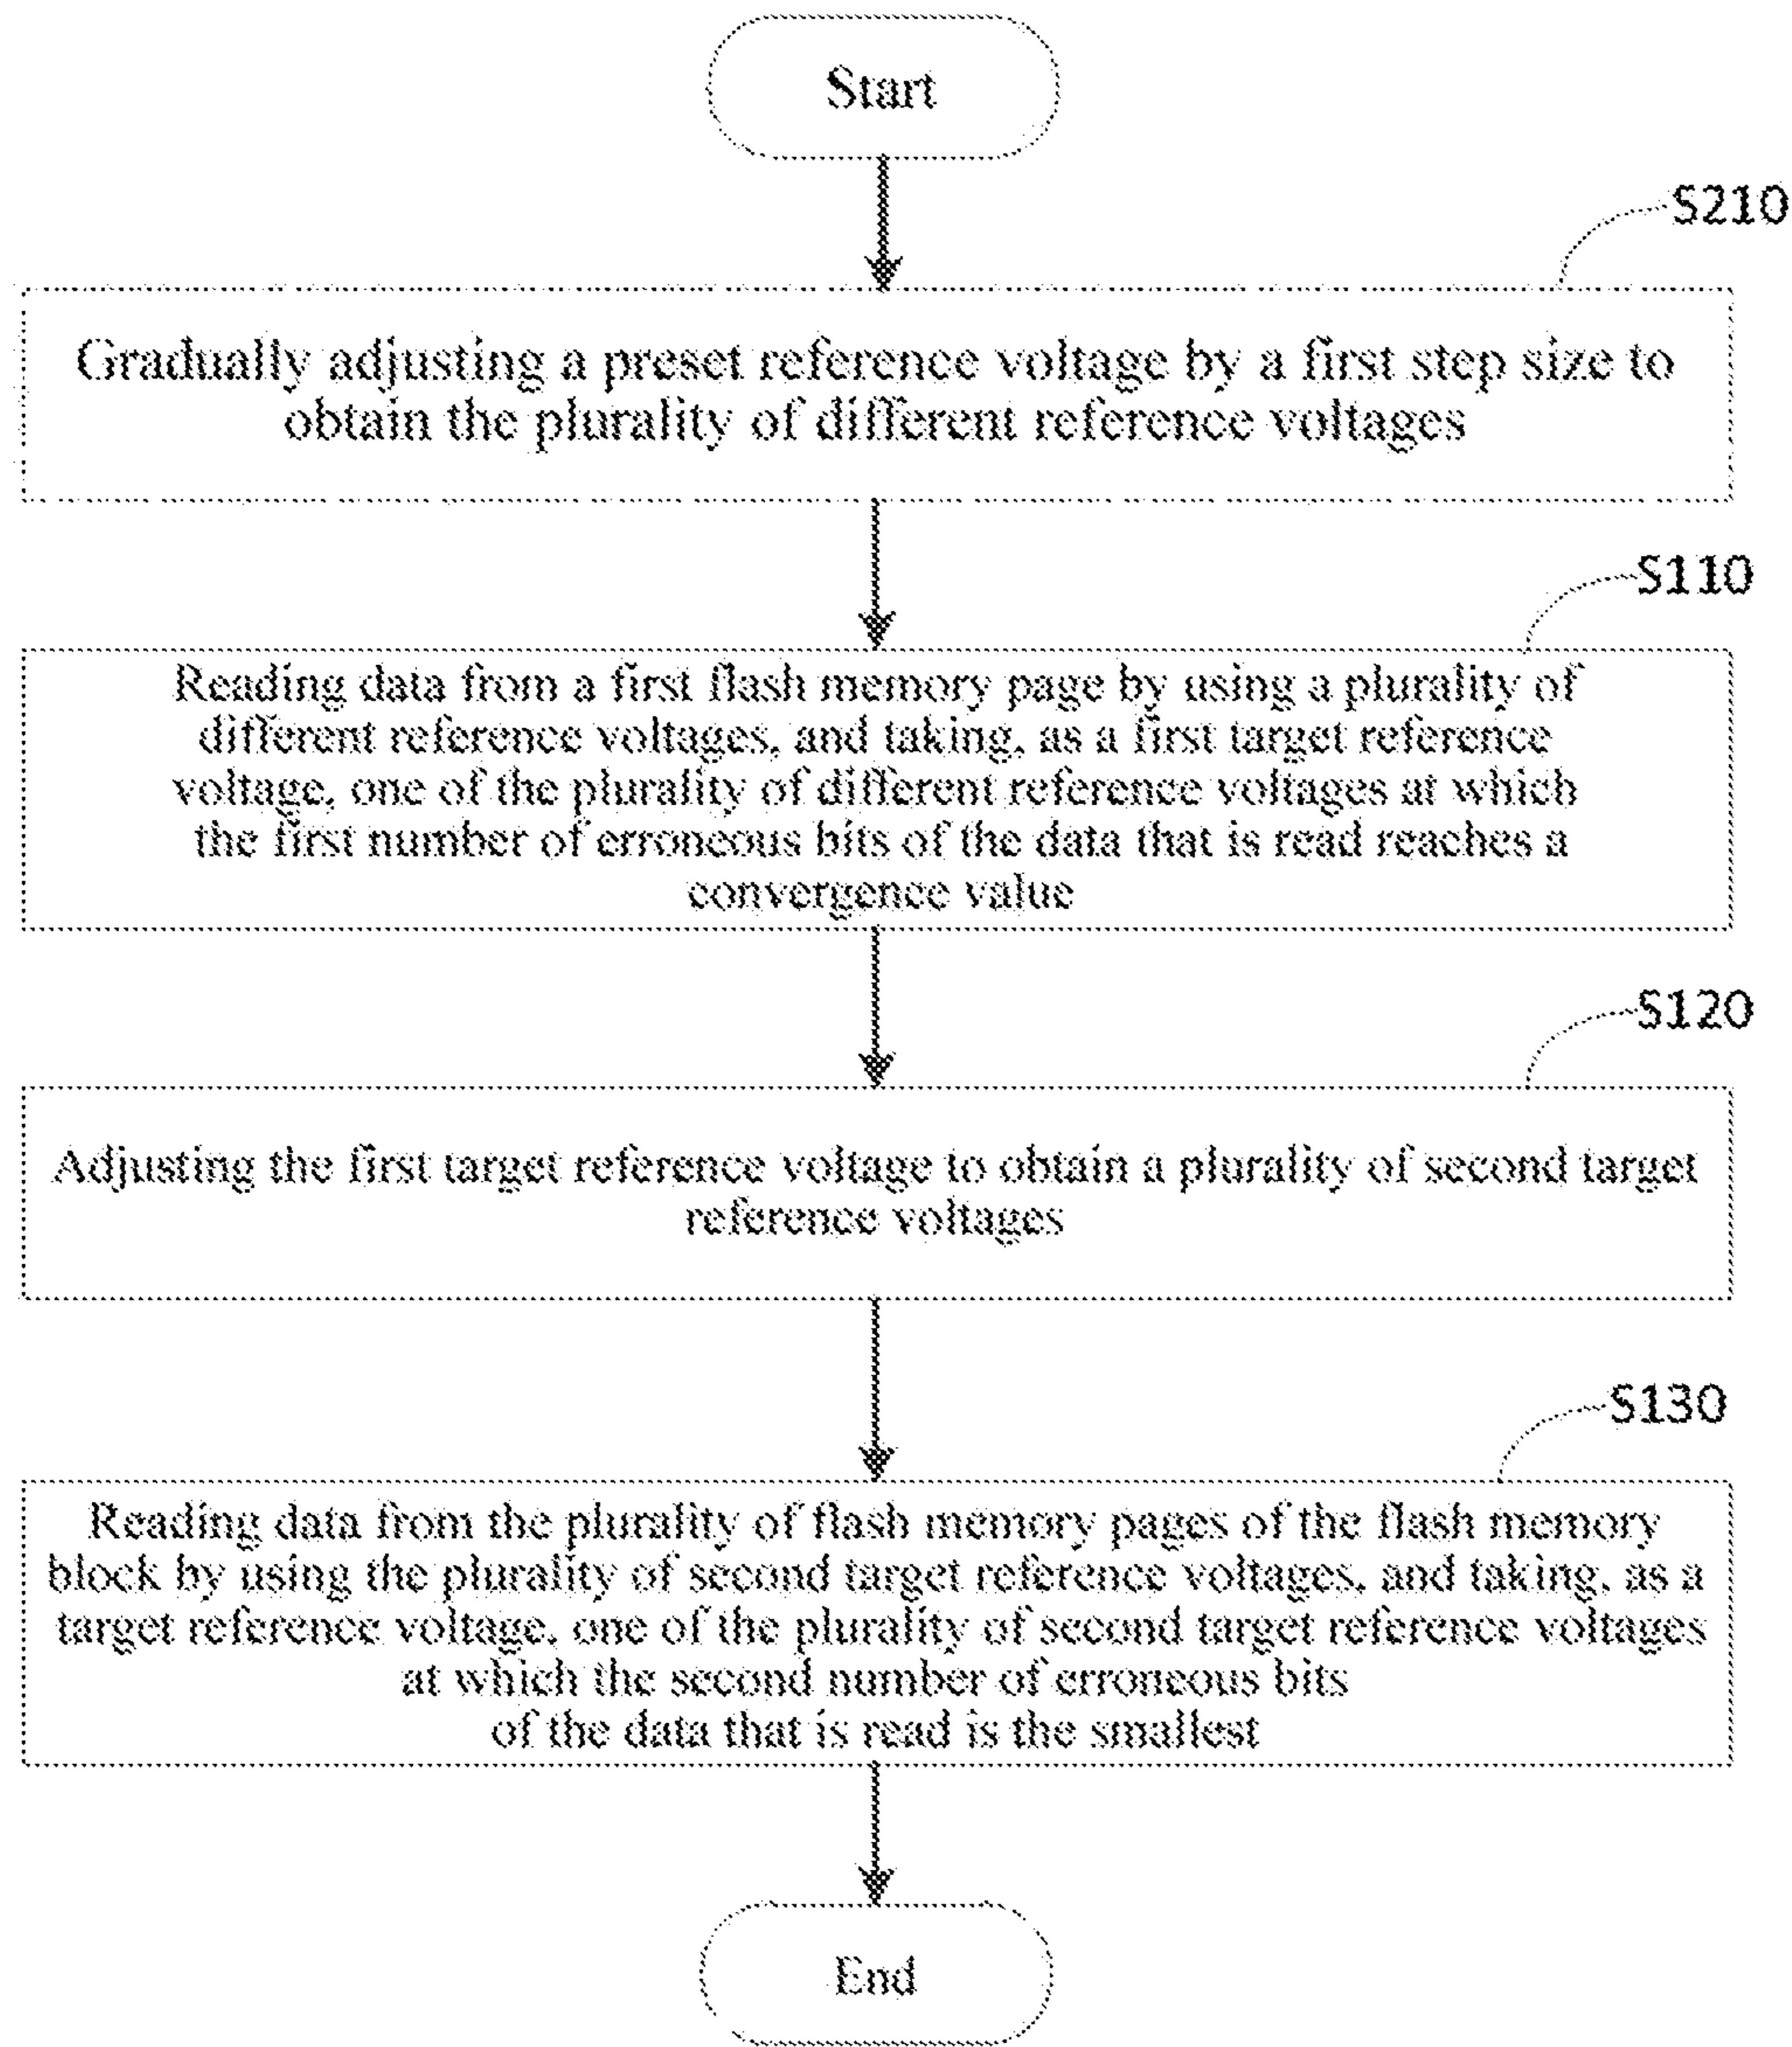 Start
S210
Gradually adjusting a preset reference voltage by a first step size to
obtain the plurality of different reference voltages
S110
Reading data from a first flash memory page by using a plurality of
different reference voltages, and taking, as a first target reference
voltage, one of the plurality of different reference voltages at which
the first number of erroneous bits of the data that is read reaches a
convergence value
S120
Adjusting the first target reference voltage to obtain a plurality of second target
reference voltages
S130
Reading data from the plurality of flash memory pages of the flash memory
block by using the plurality of second target reference voltages, and taking, as a
target reference voltage, one of the plurality of second target reference voltages
at which the second number of erroneous bits
of the data that is read is the smallest
End